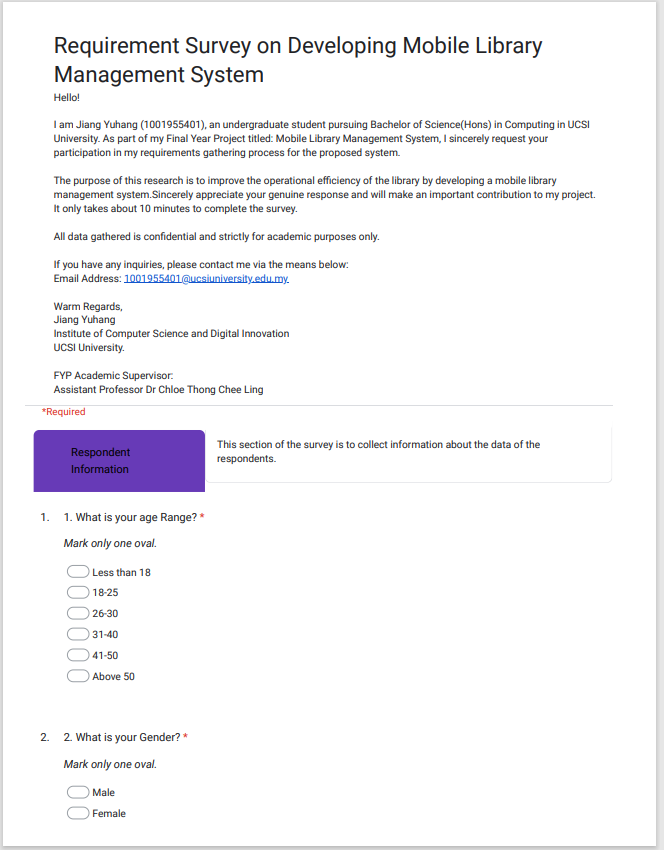 Requirement Survey on Developing Mobile Library
Management System
Hello!
I am Jiang Yuhang (1001955401), an undergraduate student pursuing Bachelor of Science(Hons) in Computing in UCSI
University. As part of my Final Year Project titled: Mobile Library Management System, I sincerely request your
participation in my requirements gathering process for the proposed system.
The purpose of this research is to improve the operational efficiency of the library by developing a mobile library
management system.Sincerely appreciate your genuine response and will make an important contribution to my project.
It only takes about 10 minutes to complete the survey.
All data gathered is confidential and strictly for academic purposes only.
If you have any inquiries, please contact me via the means below:
Email Address: 1001955401@ucsiuniversity.edu.my
Warm Regards,
Jiang Yuhang
Institute of Computer Science and Digital Innovation
UCSI University.
FYP Academic Supervisor:
Assistant Professor Dr Chloe Thong Chee Ling
*Required
Respondent
Information
This section of the survey is to collect information about the data of the
respondents.
1. 1. What is your age Range? *
Mark only one oval.
Less than 18
18-25
26-30
31-40
41-50
Above 50
2. 2. What is your Gender? *
Mark only one oval.
Male
Female